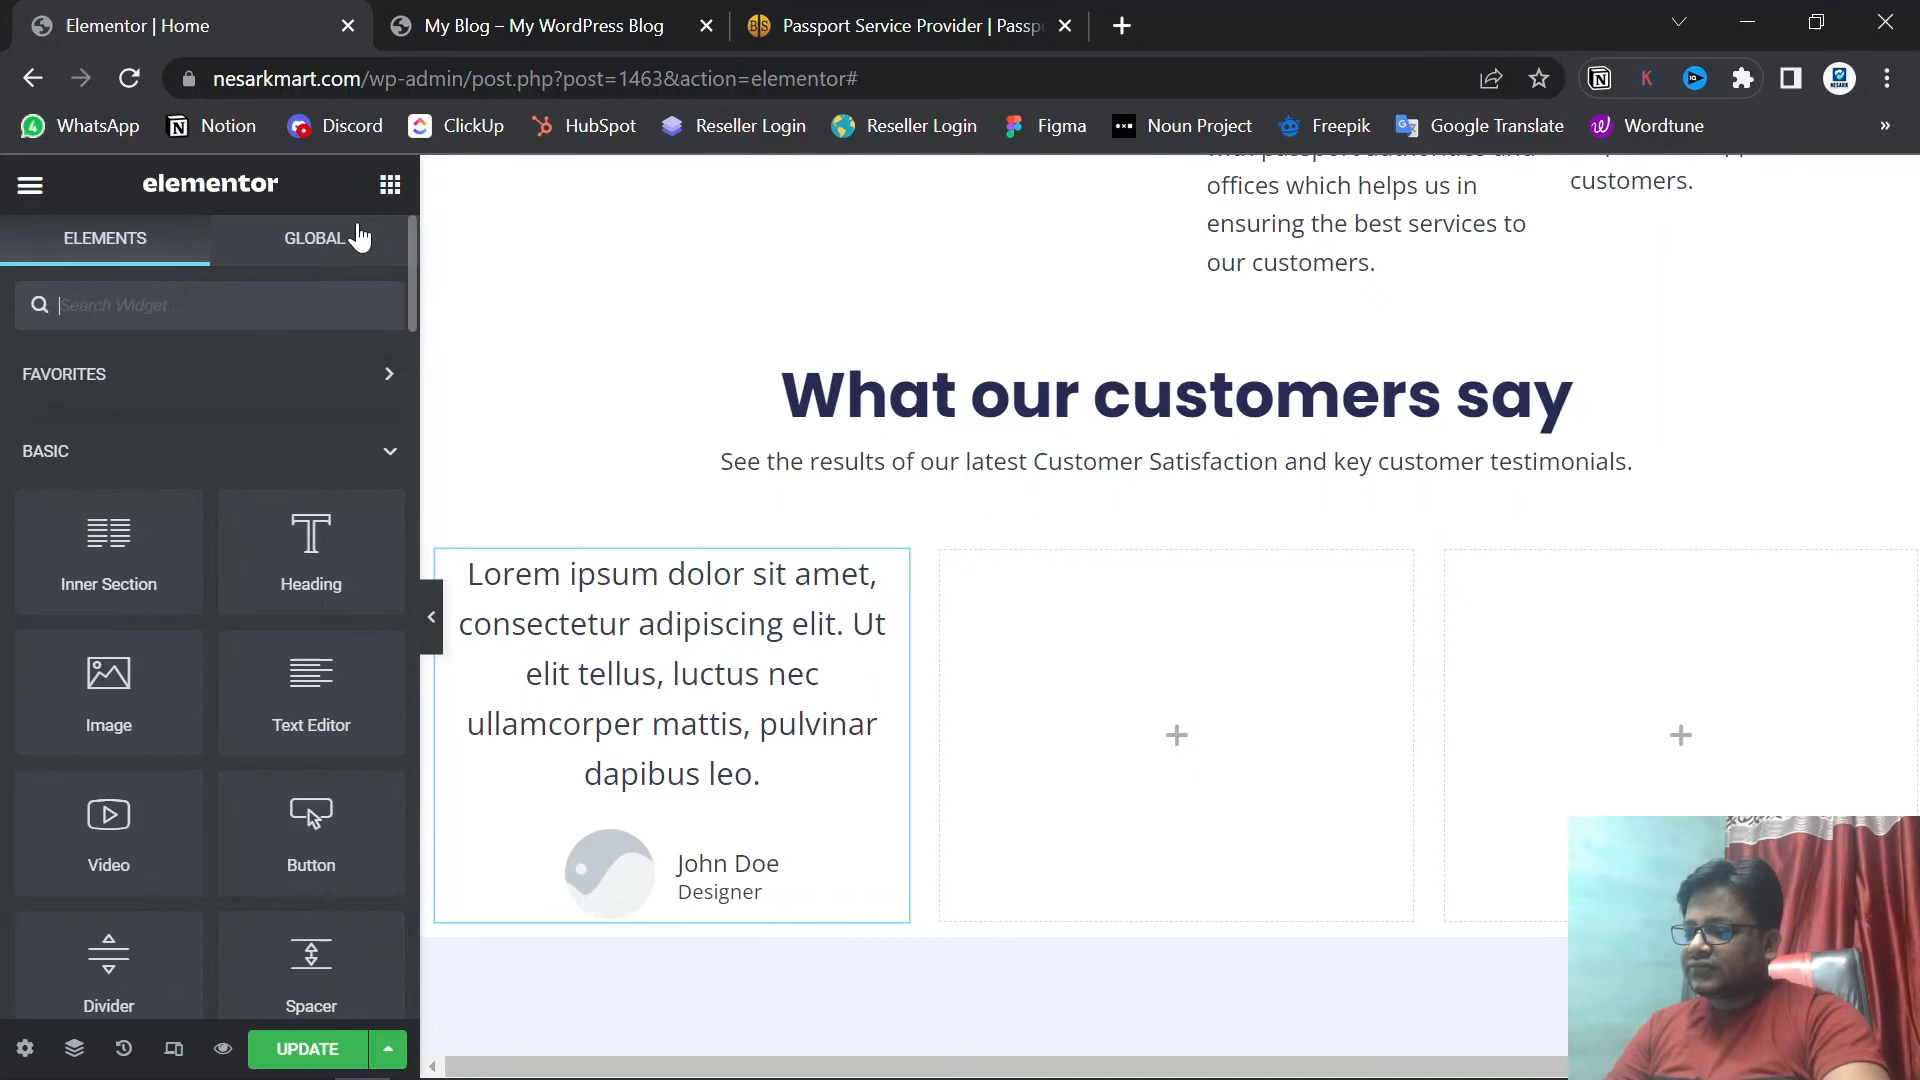 Elementor | Home
My Blog – My WordPress Blog
Passport Service Provider | Passp
nesarkmart.com/wp-admin/post.php?post=1463&action=elementor#
WhatsApp
Notion
Discord
ClickUp
HubSpot
Reseller Login
Reseller Login
Figma
Noun Project
Freepik
Google Translate
Wordtune
elementor
ELEMENTS
GLOBAL
Search Widget...
FAVORITES
BASIC
Inner Section
Heading
Image
Text Editor
Video
Button
Divider
Spacer
UPDATE
with passport authorities and
offices which helps us in
ensuring the best services to
our customers.
customers.
What our customers say
See the results of our latest Customer Satisfaction and key customer testimonials.
Lorem ipsum dolor sit amet,
consectetur adipiscing elit. Ut
elit tellus, luctus nec
ullamcorper mattis, pulvinar
dapibus leo.
John Doe
Designer